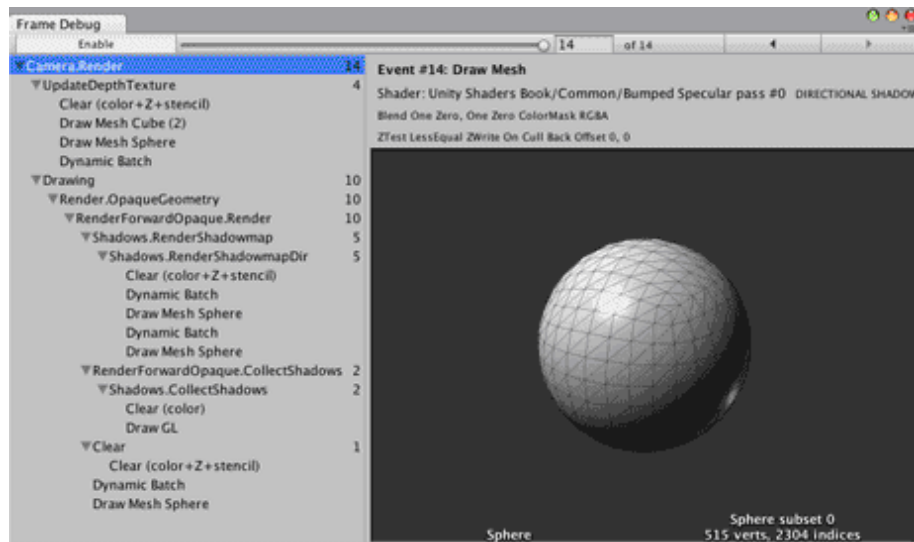 Frame Debug
Enable 14 of 14
Camera.Render 14
UpdateDepthTexture 4
Clear (color+Z+stencil)
Draw Mesh Cube (2)
Draw Mesh Sphere
Dynamic Batch
Drawing 10
Render.OpaqueGeometry 10
RenderForwardOpaque.Render 10
Shadows.RenderShadowmap 5
Shadows.RenderShadowmapDir 5
Clear (color+Z+stencil)
Dynamic Batch
Draw Mesh Sphere
Dynamic Batch
Draw Mesh Sphere
RenderForwardOpaque.CollectShadows 2
Shadows.CollectShadows 2
Clear (color)
Draw GL
Clear 1
Clear (color+Z+stencil)
Dynamic Batch
Draw Mesh Sphere
Event #14: Draw Mesh
Shader: Unity Shaders Book/Common/Bumped Specular pass #0 DIRECTIONAL SHADOW
Blend One Zero, One Zero ColorMask RGBA
ZTest LessEqual ZWrite On Cull Back Offset 0, 0
Sphere
Sphere subset 0
515 verts, 2304 indices